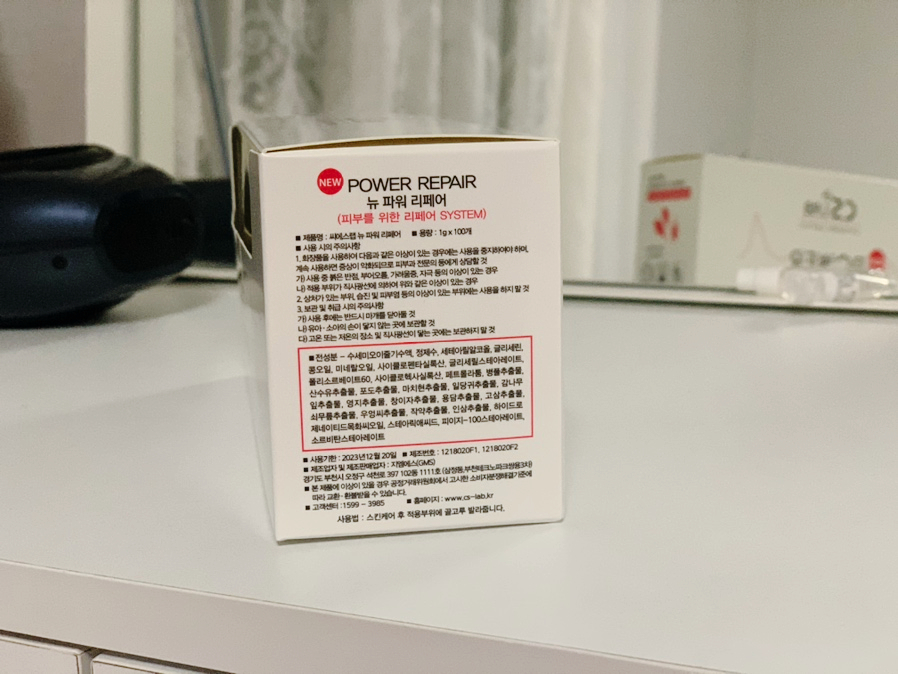 NEW POWER REPAIR
뉴 파워 리페어
(피부를 위한 리페어 SYSTEM)
■ 제품명 : 씨에스랩 뉴 파워 리페어 ■ 용량 : 1g x 100개
■ 사용 시의 주의사항
1. 화장품을 사용하여 다음과 같은 이상이 있는 경우에는 사용을 중지하여야 하며,
계속 사용하면 증상이 악화되므로 피부과 전문의 등에게 상담할 것
가) 사용 중 붉은 반점, 부어오름, 가려움증, 자극 등의 이상이 있는 경우
나) 적용 부위가 직사광선에 의하여 위와 같은 이상이 있는 경우
2. 상처가 있는 부위, 습진 및 피부염 등의 이상이 있는 부위에는 사용을 하지 말 것
3. 보관 및 취급 시의 주의사항
가) 사용 후에는 반드시 마개를 닫아둘 것
나) 유아·소아의 손이 닿지 않는 곳에 보관할 것
다) 고온 또는 저온의 장소 및 직사광선이 닿는 곳에는 보관하지 말 것
■전성분 - 수세미오이줄기수액, 정제수, 세테아릴알코올, 글리세린,
콩오일, 미네랄오일, 사이클로펜타실록산, 글리세릴스테아레이트,
폴리소르베이트60, 사이클로헥사실록산, 페트롤라툼, 병풀추출물,
산수유추출물, 포도추출물, 마치현추출물, 일당귀추출물, 감나무
잎추출물, 영지추출물, 창이자추출물, 용담추출물, 고삼추출물,
쇠무릎추출물, 우엉씨추출물, 작약추출물, 인삼추출물, 하이드로
제네이티드목화씨오일, 스테아릭애씨드, 피이지-100스테아레이트,
소르비탄스테아레이트
■ 사용기한 : 2023년12월 20일 ■ 제조번호 : 1218020F1, 1218020F2
■ 제조업자 및 제조판매업자 : 지엠에스(GMS)
경기도 부천시 오정구 석천로 397 102동 1111호 (삼정동,부천테크노파크쌍용3차)
■ 본 제품에 이상이 있을 경우 공정거래위원회에서 고시한 소비자분쟁해결기준에
따라 교환·환불받을 수 있습니다.
■ 고객센터 :1599 - 3985 ■ 홈페이지 : www.cs-lab.kr
사용법 : 스킨케어 후 적용부위에 골고루 발라줍니다.